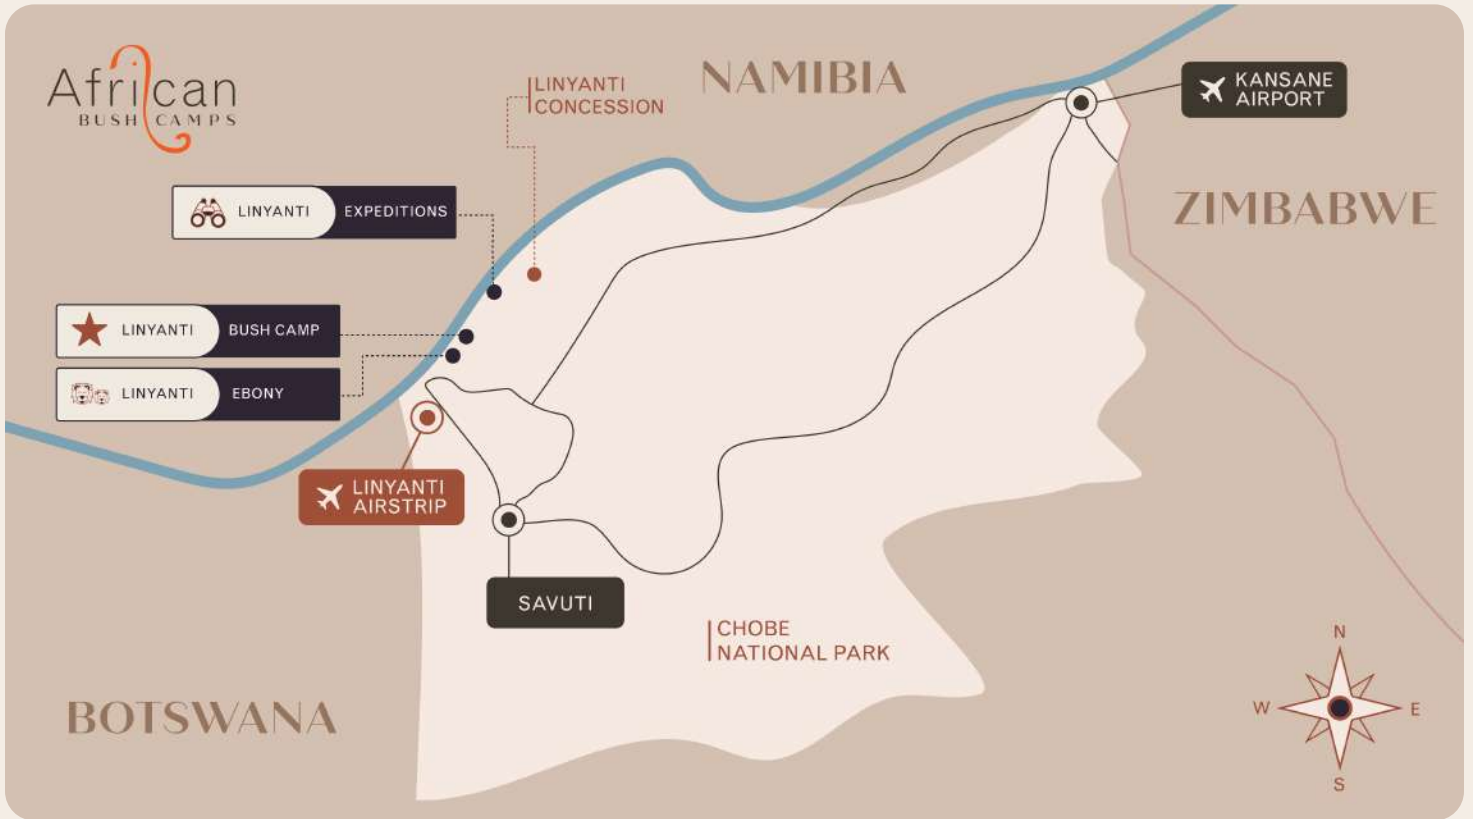 African
BUSH CAMPS
LINYANTI
CONCESSION
NAMIBIA
KANSANE
AIRPORT
ZIMBABWE
LINYANTI EXPEDITIONS
LINYANTI BUSH CAMP
LINYANTI EBONY
LINYANTI
AIRSTRIP
SAVUTI
CHOBE
NATIONAL PARK
BOTSWANA
N
W E
S